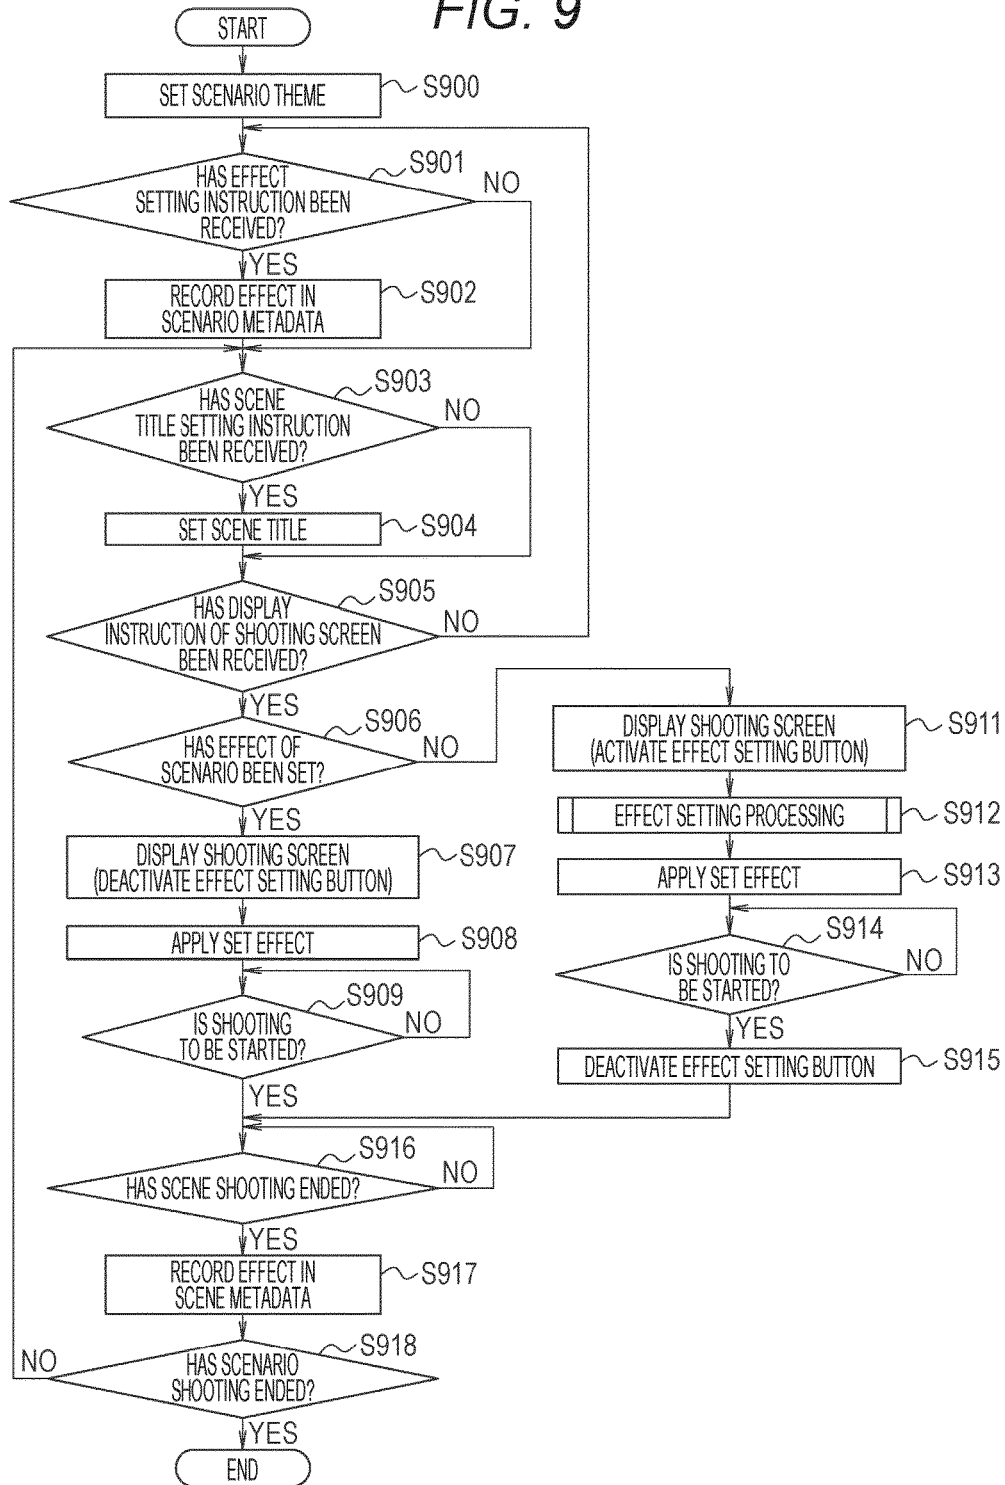 FIG. 9
START
SET SCENARIO THEME
S900
HAS EFFECT
SETTING INSTRUCTION BEEN
RECEIVED?
S901
NO
YES
RECORD EFFECT IN
SCENARIO METADATA
S902
HAS SCENE
TITLE SETTING INSTRUCTION
BEEN RECEIVED?
S903
NO
YES
SET SCENE TITLE
S904
HAS DISPLAY
INSTRUCTION OF SHOOTING SCREEN
BEEN RECEIVED?
S905
NO
YES
HAS EFFECT OF
SCENARIO BEEN SET?
S906
NO
YES
DISPLAY SHOOTING SCREEN
(DEACTIVATE EFFECT SETTING BUTTON)
S907
APPLY SET EFFECT
S908
IS SHOOTING
TO BE STARTED?
S909
NO
YES
DISPLAY SHOOTING SCREEN
(ACTIVATE EFFECT SETTING BUTTON)
S911
EFFECT SETTING PROCESSING
S912
APPLY SET EFFECT
S913
IS SHOOTING TO
BE STARTED?
S914
NO
YES
DEACTIVATE EFFECT SETTING BUTTON
S915
HAS SCENE SHOOTING ENDED?
S916
NO
YES
RECORD EFFECT IN
SCENE METADATA
S917
HAS SCENARIO
SHOOTING ENDED?
S918
NO
YES
END